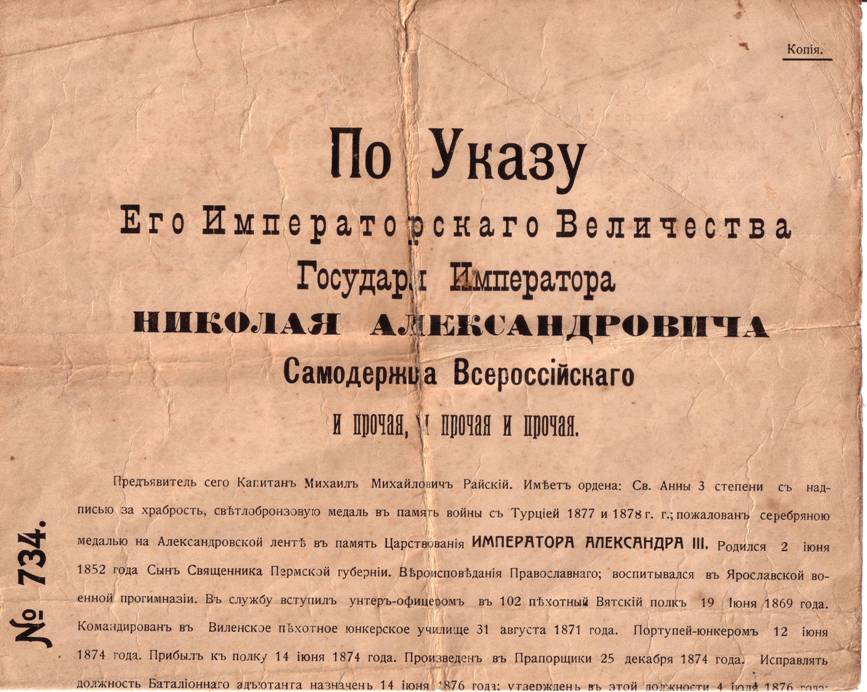 Копія.
По Указу
Его Императорскаго Величества
Государя Императора
НИКОЛАЯ АЛЕКСАНДРОВИЧА
Самодержца Всероссійскаго
и прочая, и прочая и прочая.
Предъявитель сего Капитанъ Михаилъ Михайловичъ Райскій. Имѣетъ ордена: Св. Анны 3 степени съ над-
писью за храбрость, свѣтлобронзовую медаль въ память войны съ Турціей 1877 и 1878 г. г.; пожалованъ серебряною
медалью на Александровской лентѣ въ память Царствованія ИМПЕРАТОРА АЛЕКСАНДРА III. Родился 2 іюня
1852 года Сынъ Священника Пермской губерніи. Вѣроисповѣданія Православнаго; воспитывался въ Ярославской во-
енной прогимназіи. Въ службу вступилъ унтеръ-офицеромъ въ 102 пѣхотный Вятскій полкъ 19 Іюня 1869 года.
Командированъ въ Виленское пѣхотное юнкерское училище 31 августа 1871 года. Портупей-юнкеромъ 12 іюня
1874 года. Прибылъ къ полку 14 іюня 1874 года. Произведенъ въ Прапорщики 25 декабря 1874 года. Исправлять
должность Баталіоннаго адъютанта назначенъ 14 іюня 1876 года; утвержденъ въ этой должности 4 іюля 1876 года;
№ 734.